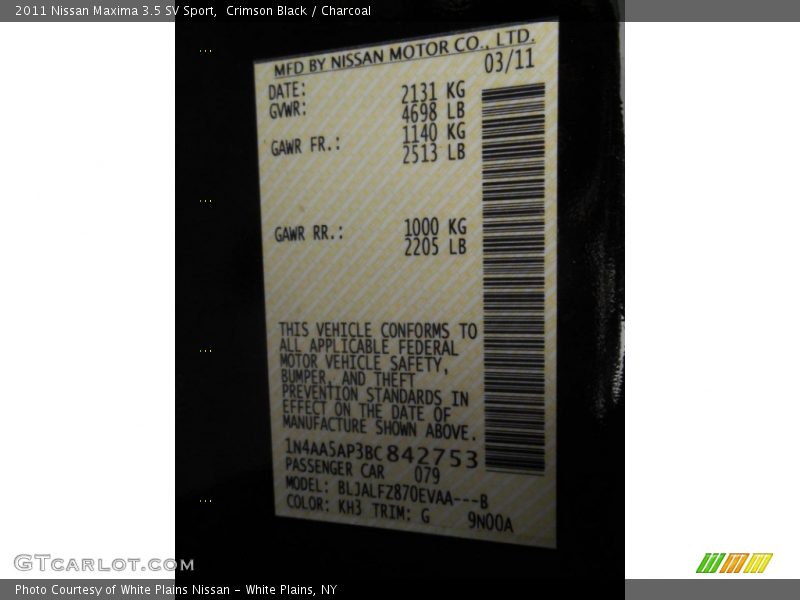 2011 Nissan Maxima 3.5 SV Sport,  Crimson Black / Charcoal
MFD BY NISSAN MOTOR CO., LTD.
DATE: 03/11
GVWR: 2131 KG
4698 LB
GAWR FR.: 1140 KG
2513 LB
GAWR RR.: 1000 KG
2205 LB
THIS VEHICLE CONFORMS TO
ALL APPLICABLE FEDERAL
MOTOR VEHICLE SAFETY,
BUMPER, AND THEFT
PREVENTION STANDARDS IN
EFFECT ON THE DATE OF
MANUFACTURE SHOWN ABOVE.
1N4AA5AP3BC842753
PASSENGER CAR 079
MODEL: BLJALFZ870EVAA---B
COLOR: KH3 TRIM: G 9N00A
GTCARLOT.COM
Photo Courtesy of White Plains Nissan - White Plains, NY